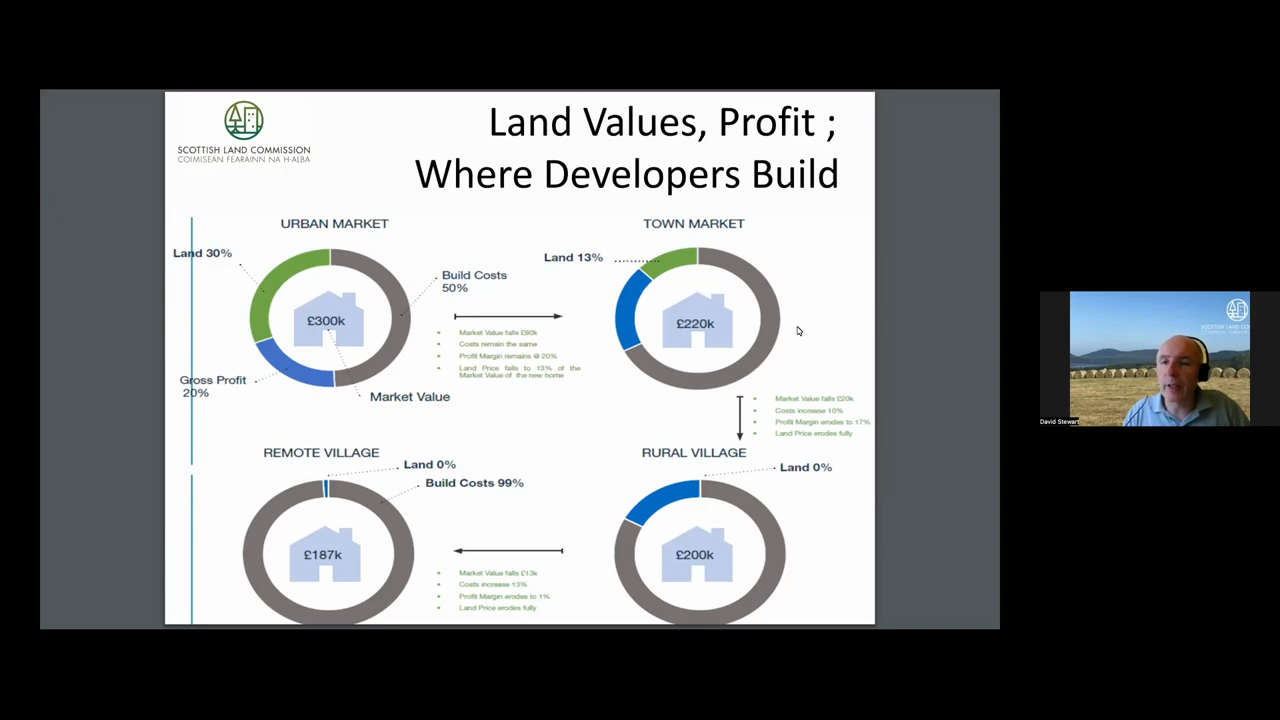 SCOTTISH LAND COMMISSION
COIMISEAN FEARAINN NA H-ALBA
Land Values, Profit ;
Where Developers Build
URBAN MARKET
Land 30%
Build Costs
50%
£300k
Gross Profit
20%
Market Value
Market Value falls £80k
Costs remain the same
Profit Margin remains @ 20%
Land Price falls to 13% of the
Market Value of the new home
TOWN MARKET
Land 13%
£220k
Market Value falls £20k
Costs increase 10%
Profit Margin erodes to 17%
Land Price erodes fully
REMOTE VILLAGE
Land 0%
Build Costs 99%
£187k
Market Value falls £13k
Costs increase 13%
Profit Margin erodes to 1%
Land Price erodes fully
RURAL VILLAGE
Land 0%
£200k
SCOTTISH LAND CO
David Stewart